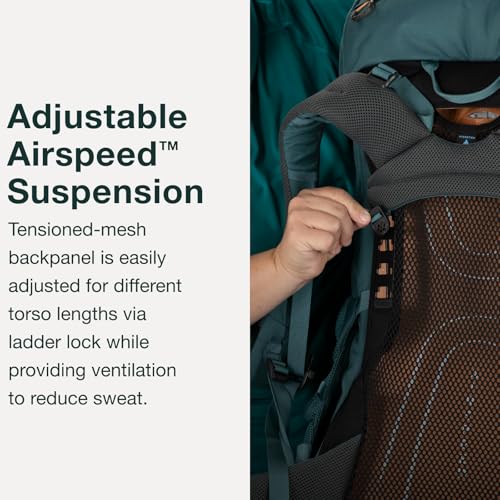 Adjustable
Airspeed™
Suspension
Tensioned-mesh
backpanel is easily
adjusted for different
torso lengths via
ladder lock while
providing ventilation
to reduce sweat.